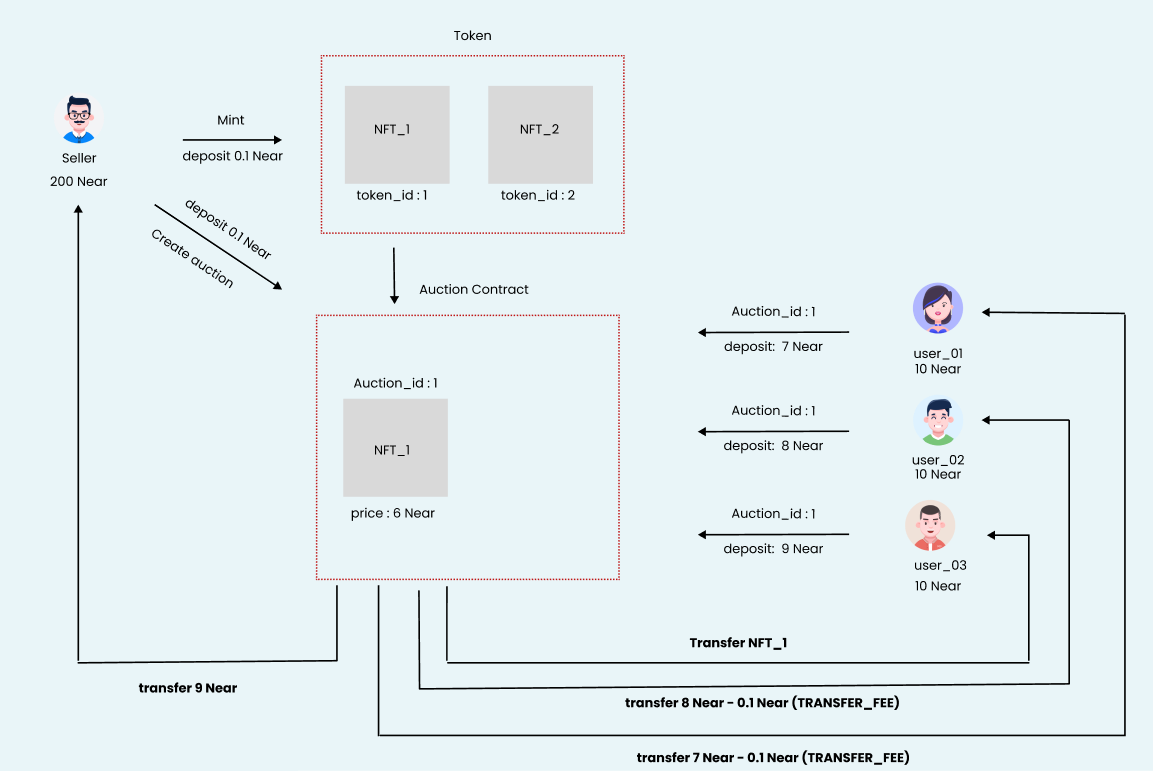 Token
NFT_1
NFT_2
token_id : 1
token_id : 2
Seller
200 Near
Mint
deposit 0.1 Near
deposit 0.1 Near
Create auction
Auction Contract
Auction_id : 1
NFT_1
price : 6 Near
Auction_id : 1
deposit: 7 Near
user_01
10 Near
Auction_id : 1
deposit: 8 Near
user_02
10 Near
Auction_id : 1
deposit: 9 Near
user_03
10 Near
Transfer NFT_1
transfer 9 Near
transfer 8 Near - 0.1 Near (TRANSFER_FEE)
transfer 7 Near - 0.1 Near (TRANSFER_FEE)